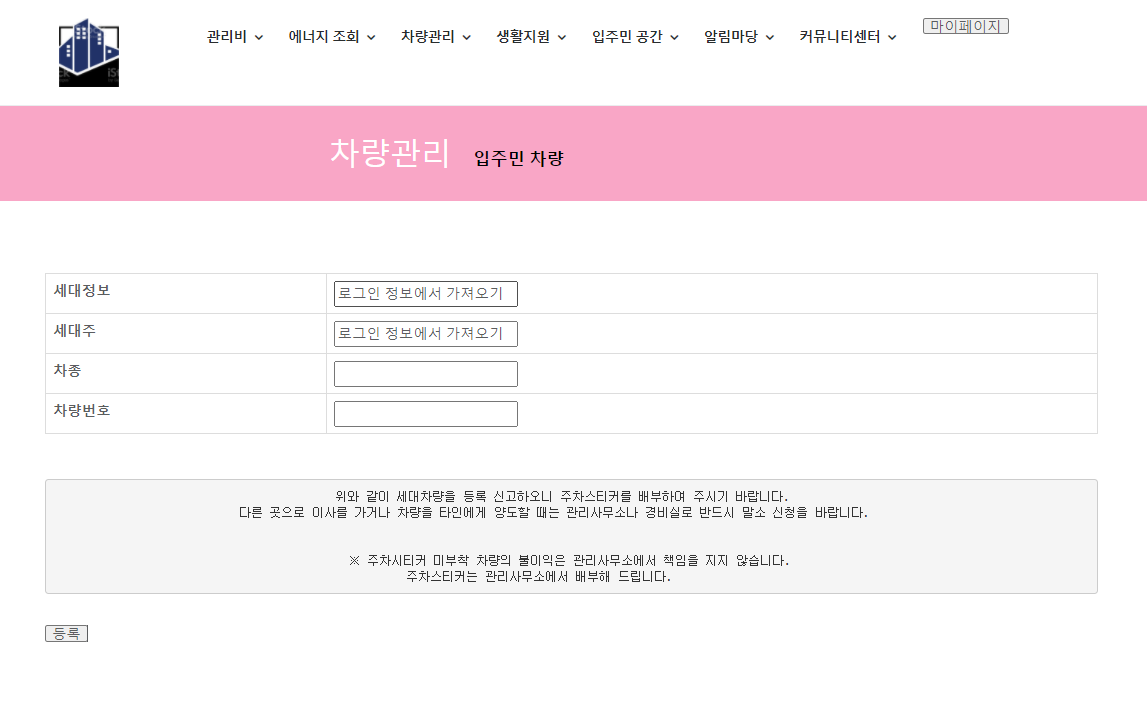 관리비 에너지 조회 차량관리 생활지원 입주민 공간 알림마당 커뮤니티센터 마이페이지
차량관리 입주민 차량
세대정보 로그인 정보에서 가져오기
세대주 로그인 정보에서 가져오기
차종
차량번호
위와 같이 세대차량을 등록 신고하오니 주차스티커를 배부하여 주시기 바랍니다.
다른 곳으로 이사를 가거나 차량을 타인에게 양도할 때는 관리사무소나 경비실로 반드시 말소 신청을 바랍니다.
※ 주차시티커 미부착 차량의 불이익은 관리사무소에서 책임을 지지 않습니다.
주차스티커는 관리사무소에서 배부해 드립니다.
등록